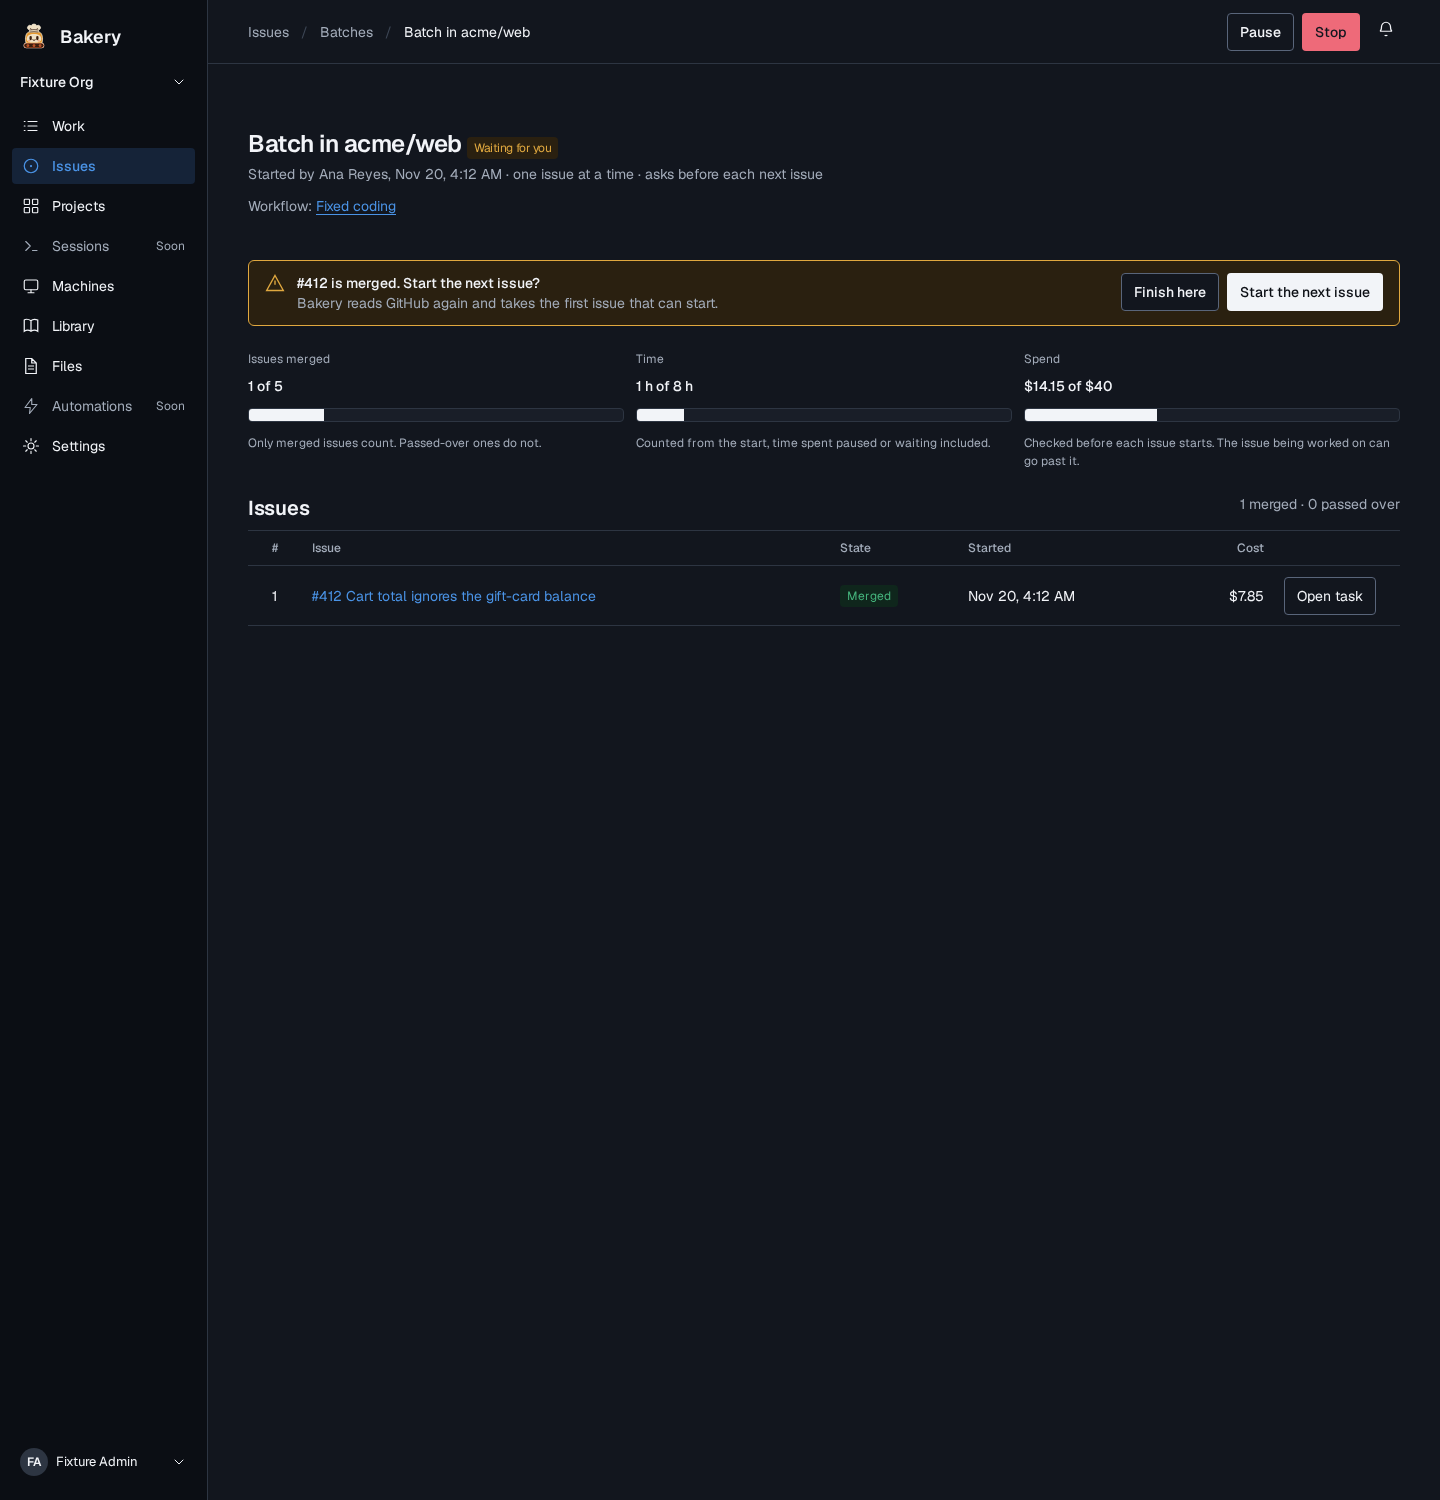 Bakery
Fixture Org
Work
Issues
Projects
Sessions Soon
Machines
Library
Files
Automations Soon
Settings
FA Fixture Admin
Issues / Batches / Batch in acme/web
Pause Stop
Batch in acme/web Waiting for you
Started by Ana Reyes, Nov 20, 4:12 AM · one issue at a time · asks before each next issue
Workflow: Fixed coding
#412 is merged. Start the next issue?
Bakery reads GitHub again and takes the first issue that can start.
Finish here Start the next issue
Issues merged
1 of 5
Only merged issues count. Passed-over ones do not.
Time
1 h of 8 h
Counted from the start, time spent paused or waiting included.
Spend
$14.15 of $40
Checked before each issue starts. The issue being worked on can
go past it.
Issues 1 merged · 0 passed over
# Issue State Started Cost
1 #412 Cart total ignores the gift-card balance Merged Nov 20, 4:12 AM $7.85 Open task